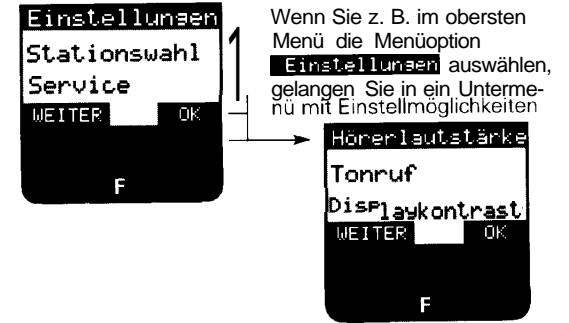 Einstellungen
Stationswahl
Service
WEITER OK
F
Wenn Sie z. B. im obersten
Menü die Menüoption
Einstellungen auswählen,
gelangen Sie in ein Unterme-
nü mit Einstellmöglichkeiten
Hörerlautstärke
Tonruf
Displaykontrast
WEITER OK
F